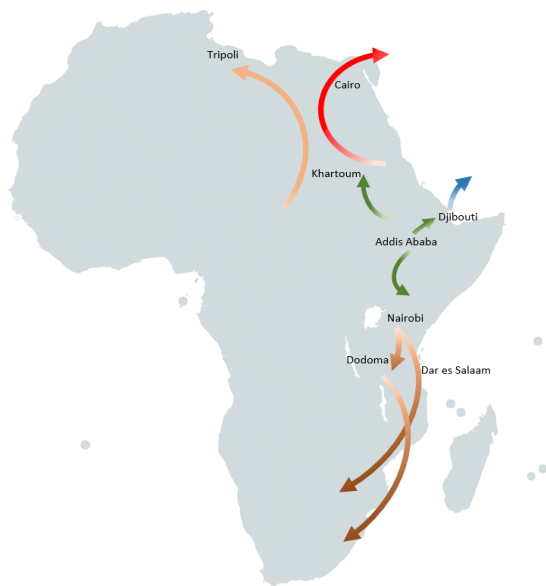 Tripoli
Cairo
Khartoum
Djibouti
Addis Ababa
Nairobi
Dodoma
Dar es Salaam